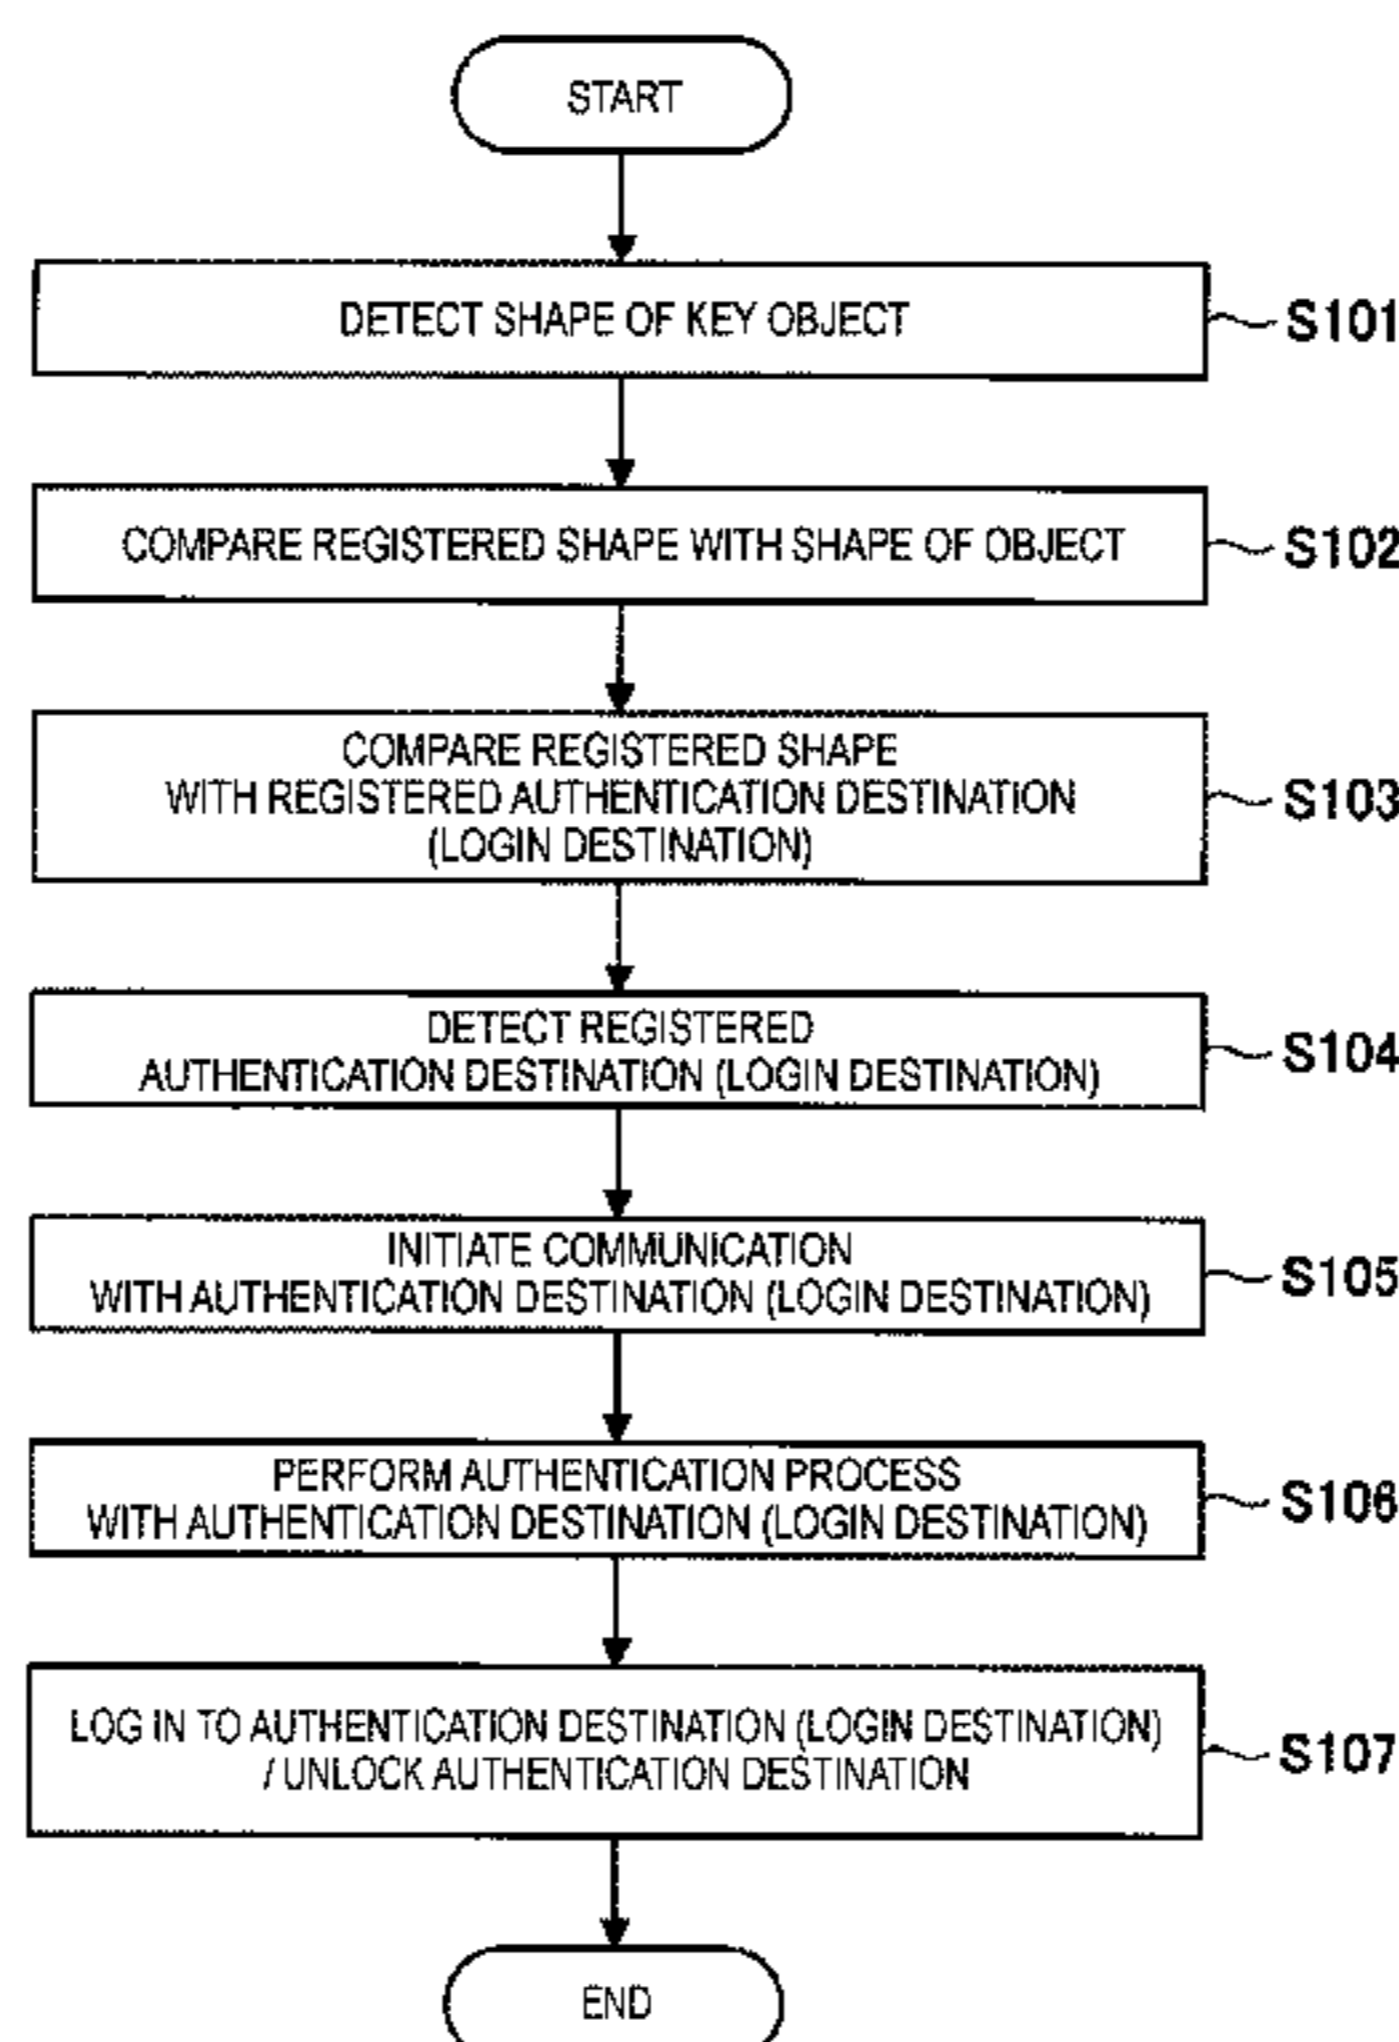 START
DETECT SHAPE OF KEY OBJECT
S101
COMPARE REGISTERED SHAPE WITH SHAPE OF OBJECT
S102
COMPARE REGISTERED SHAPE
WITH REGISTERED AUTHENTICATION DESTINATION
(LOGIN DESTINATION)
S103
DETECT REGISTERED
AUTHENTICATION DESTINATION (LOGIN DESTINATION)
S104
INITIATE COMMUNICATION
WITH AUTHENTICATION DESTINATION (LOGIN DESTINATION)
S105
PERFORM AUTHENTICATION PROCESS
WITH AUTHENTICATION DESTINATION (LOGIN DESTINATION)
S106
LOG IN TO AUTHENTICATION DESTINATION (LOGIN DESTINATION)
/ UNLOCK AUTHENTICATION DESTINATION
S107
END